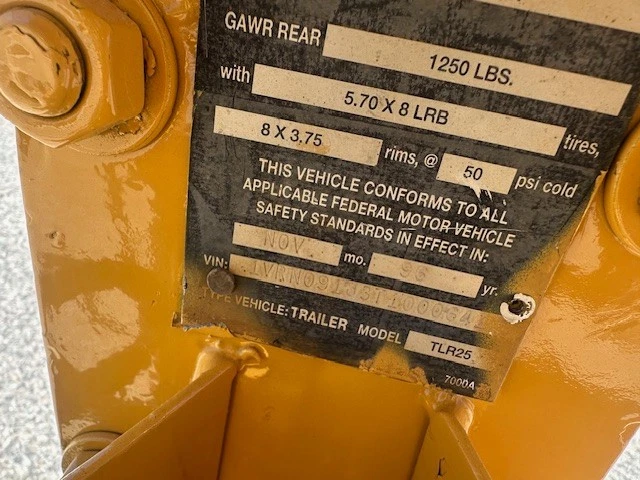 GAWR REAR 1250 LBS.
with 5.70 X 8 LRB tires,
8 X 3.75 rims, @ 50 psi cold
THIS VEHICLE CONFORMS TO ALL
APPLICABLE FEDERAL MOTOR VEHICLE
SAFETY STANDARDS IN EFFECT IN:
NOV mo. yr.
VIN:
TYPE VEHICLE: TRAILER MODEL TLR25
7000A